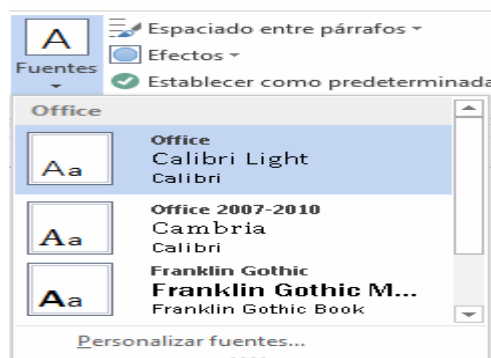 A
Fuentes
Espaciado entre párrafos
Efectos
Establecer como predeterminada
Office
Aa
Office
Calibri Light
Calibri
Aa
Office 2007-2010
Cambria
Calibri
Aa
Franklin Gothic
Franklin Gothic M...
Franklin Gothic Book
Personalizar fuentes...